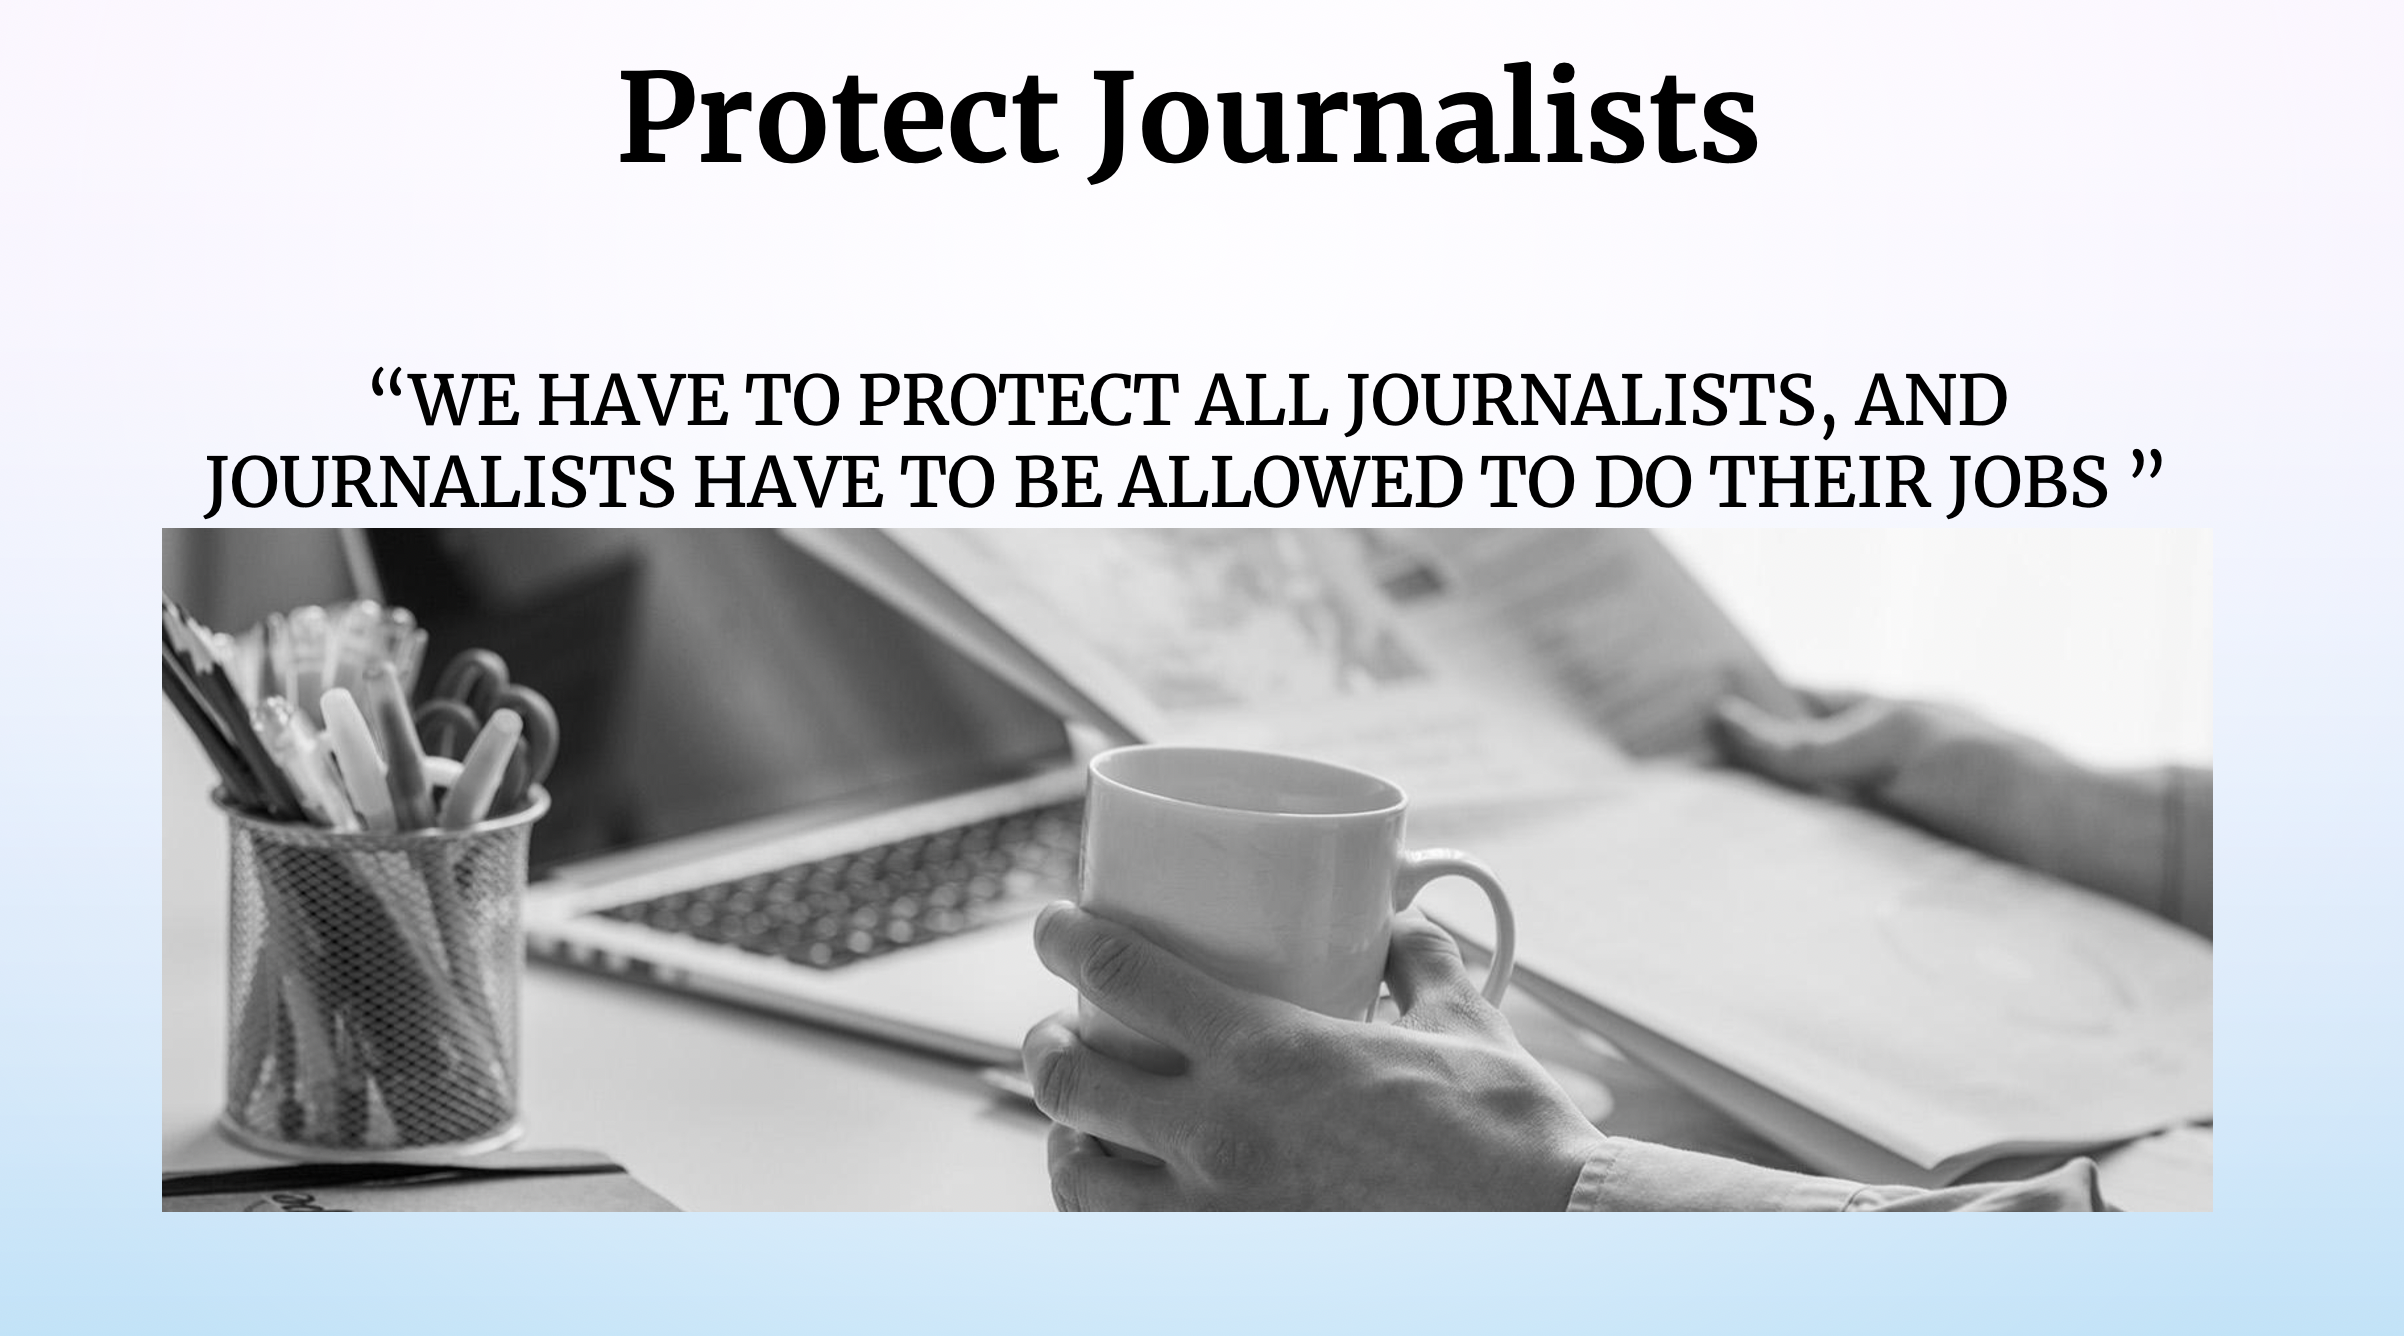 Protect Journalists
“WE HAVE TO PROTECT ALL JOURNALISTS, AND
JOURNALISTS HAVE TO BE ALLOWED TO DO THEIR JOBS ”